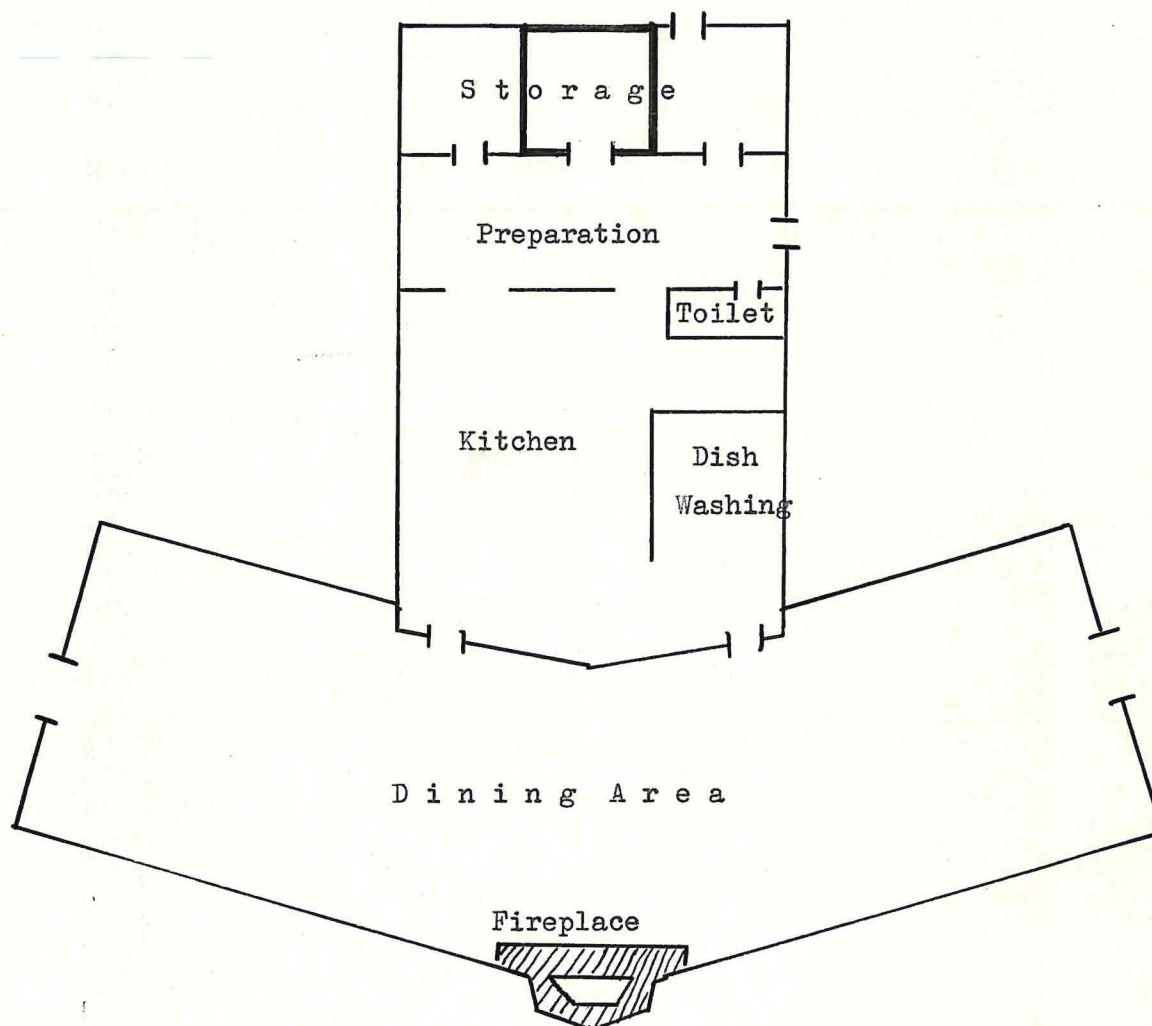 Storage
Preparation
Toilet
Kitchen
Dish
Washing
Dining Area
Fireplace